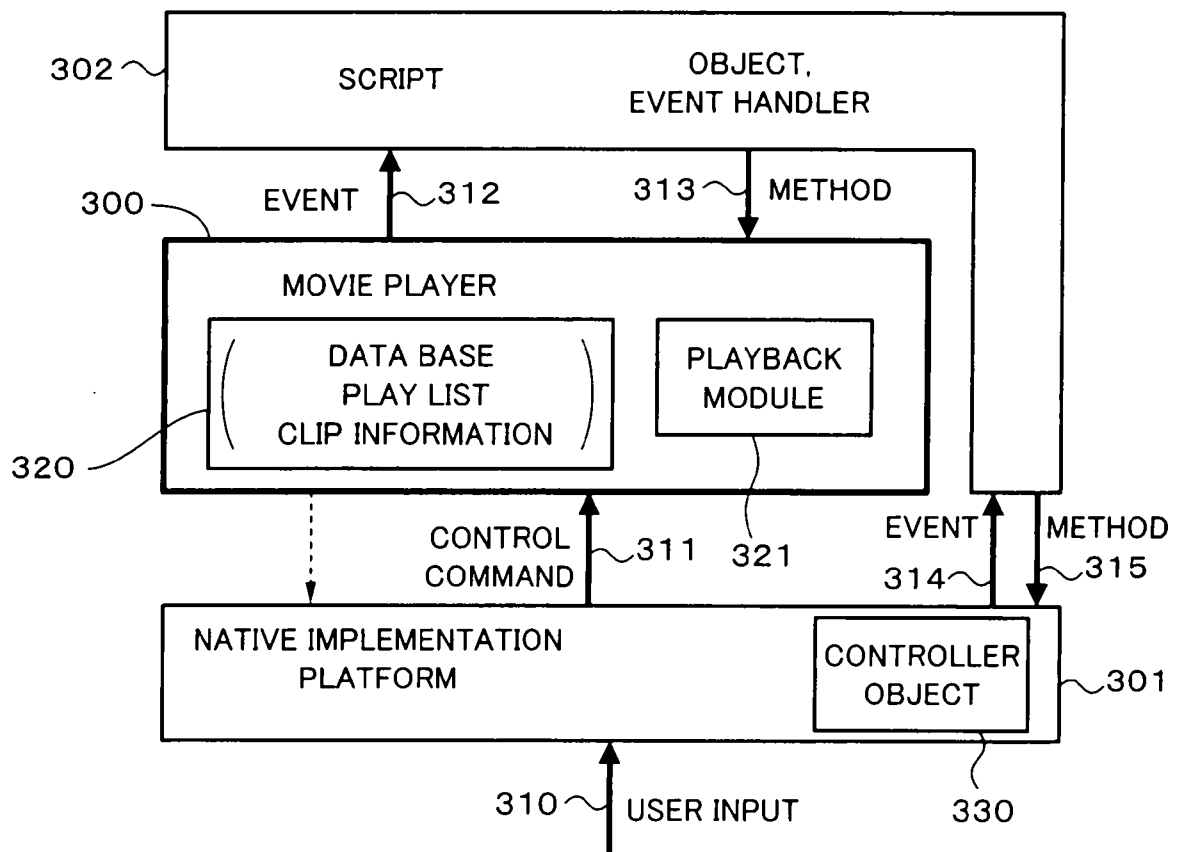 302
SCRIPT
OBJECT,
EVENT HANDLER
300
EVENT
312
313
METHOD
MOVIE PLAYER
DATA BASE
PLAY LIST
CLIP INFORMATION
PLAYBACK
MODULE
320
CONTROL
COMMAND
311
321
EVENT
314
METHOD
315
NATIVE IMPLEMENTATION
PLATFORM
CONTROLLER
OBJECT
301
310
USER INPUT
330